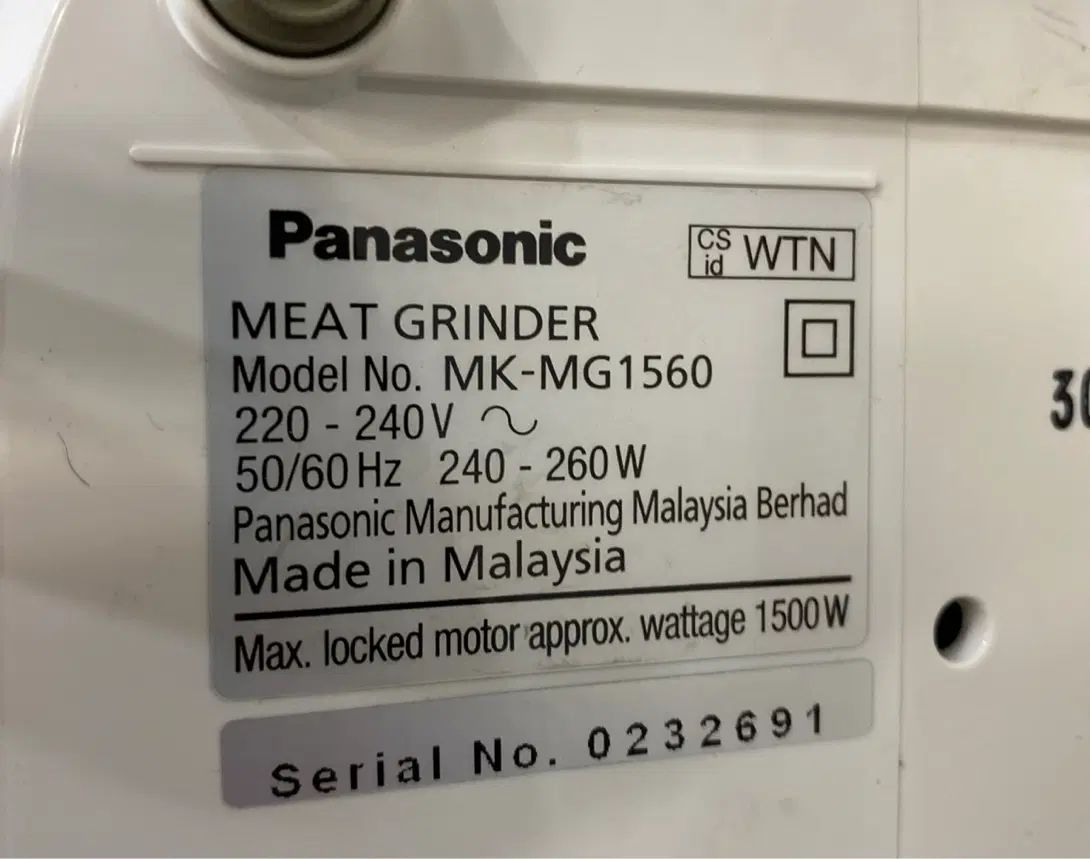 Panasonic
CS id WTN
MEAT GRINDER
Model No. MK-MG1560
220 - 240V ∿
50/60Hz 240 - 260W
Panasonic Manufacturing Malaysia Berhad
Made in Malaysia
Max. locked motor approx. wattage 1500W
Serial No. 0232691